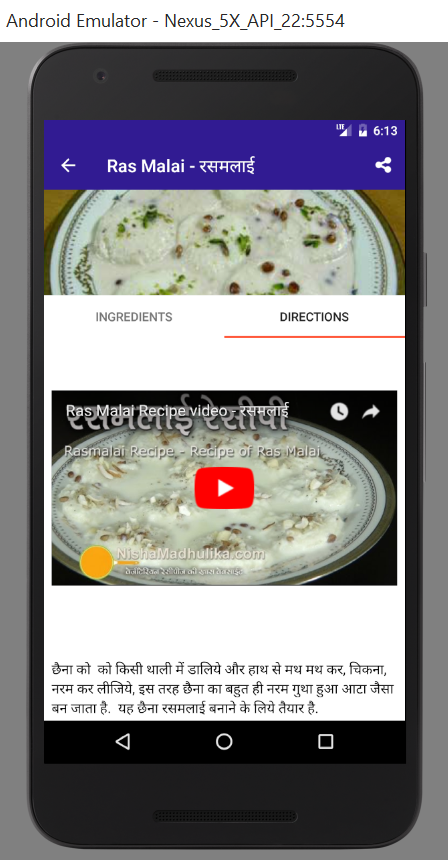 Android Emulator - Nexus_5X_API_22:5554
LTE 6:13
Ras Malai - रसमलाई
INGREDIENTS DIRECTIONS
Ras Malai Recipe video - रसमलाई
रसमलाई रेसीपी
Rasmalai Recipe - Recipe of Ras Malai
NishaMadhulika.com
छैना को को किसी थाली में डालिये और हाथ से मथ मथ कर, चिकना,
नरम कर लीजिये, इस तरह छैना का बहुत ही नरम गुथा हुआ आटा जैसा
बन जाता है. यह छैना रसमलाई बनाने के लिये तैयार है.